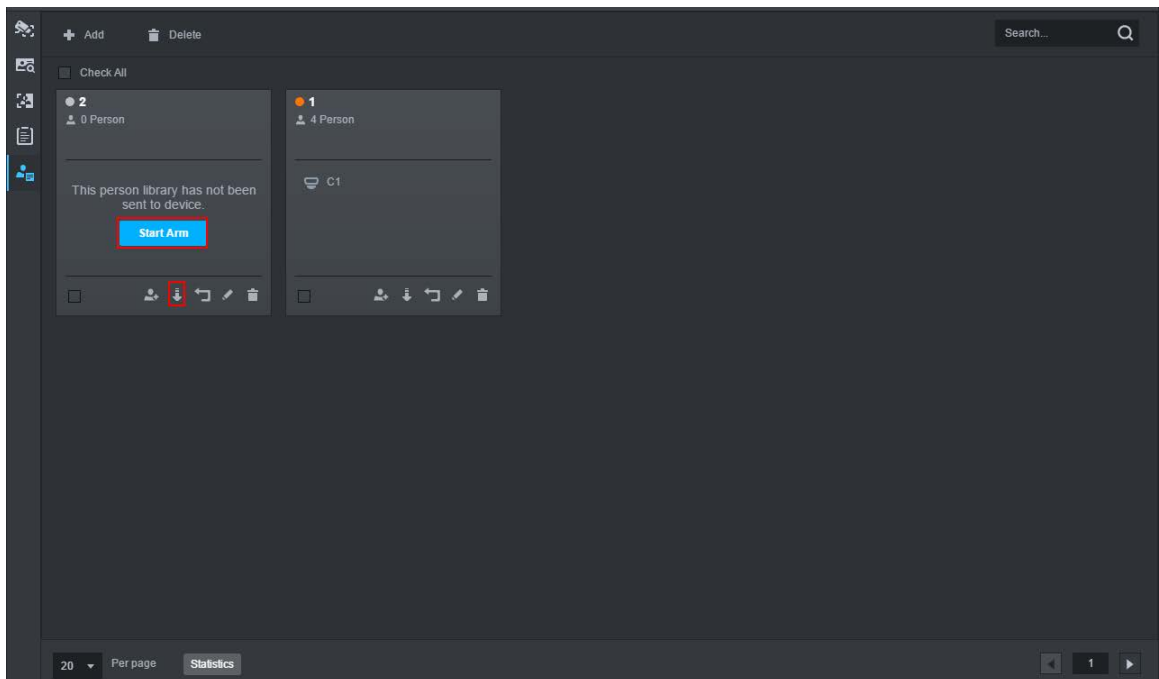 Add
Delete
Search...
Check All
2
0 Person
This person library has not been
sent to device.
Start Arm
1
4 Person
C1
20
Per page
Statistics
1